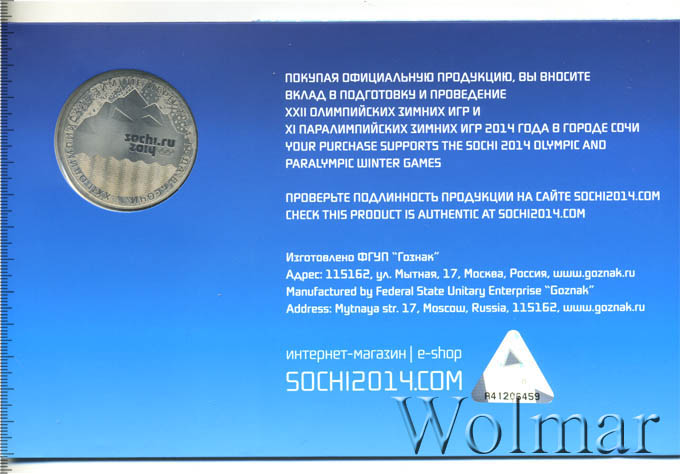 sochi.ru
2014
ПОКУПАЯ ОФИЦИАЛЬНУЮ ПРОДУКЦИЮ, ВЫ ВНОСИТЕ
ВКЛАД В ПОДГОТОВКУ И ПРОВЕДЕНИЕ
XXII ОЛИМПИЙСКИХ ЗИМНИХ ИГР И
XI ПАРАЛИМПИЙСКИХ ЗИМНИХ ИГР 2014 ГОДА В ГОРОДЕ СОЧИ
YOUR PURCHASE SUPPORTS THE SOCHI 2014 OLYMPIC AND
PARALYMPIC WINTER GAMES
ПРОВЕРЬТЕ ПОДЛИННОСТЬ ПРОДУКЦИИ НА САЙТЕ SOCHI2014.COM
CHECK THIS PRODUCT IS AUTHENTIC AT SOCHI2014.COM
Изготовлено ФГУП "Гознак"
Адрес: 115162, ул. Мытная, 17, Москва, Россия, www.goznak.ru
Manufactured by Federal State Unitary Enterprise "Goznak"
Address: Mytnaya str. 17, Moscow, Russia, 115162, www.goznak.ru
интернет-магазин | e-shop
SOCHI2014.COM
A41206459
Wolmar